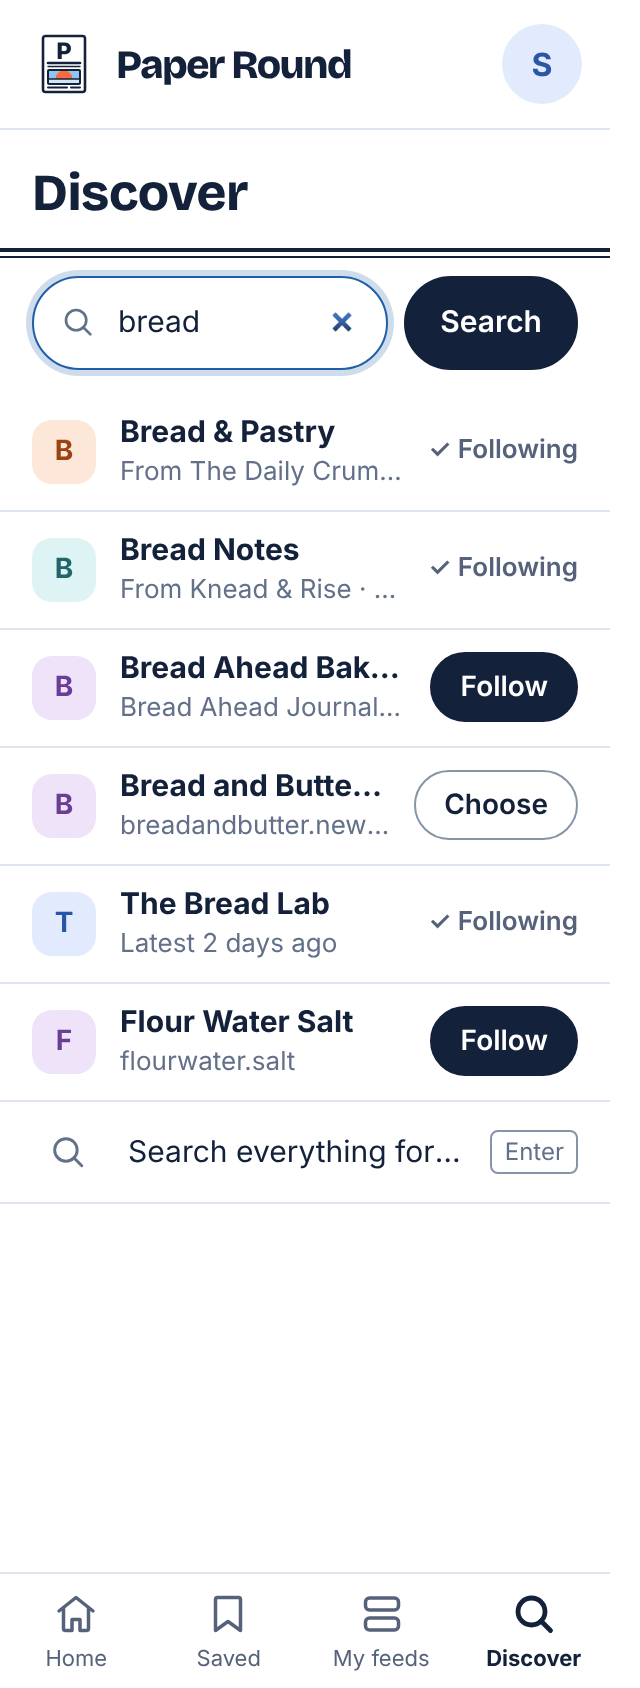 P
Paper Round
S
Discover
bread
Search
B
Bread & Pastry
From The Daily Crum...
✓ Following
B
Bread Notes
From Knead & Rise · ...
✓ Following
B
Bread Ahead Bak...
Bread Ahead Journal...
Follow
B
Bread and Butte...
breadandbutter.new...
Choose
T
The Bread Lab
Latest 2 days ago
✓ Following
F
Flour Water Salt
flourwater.salt
Follow
Search everything for...
Enter
Home
Saved
My feeds
Discover